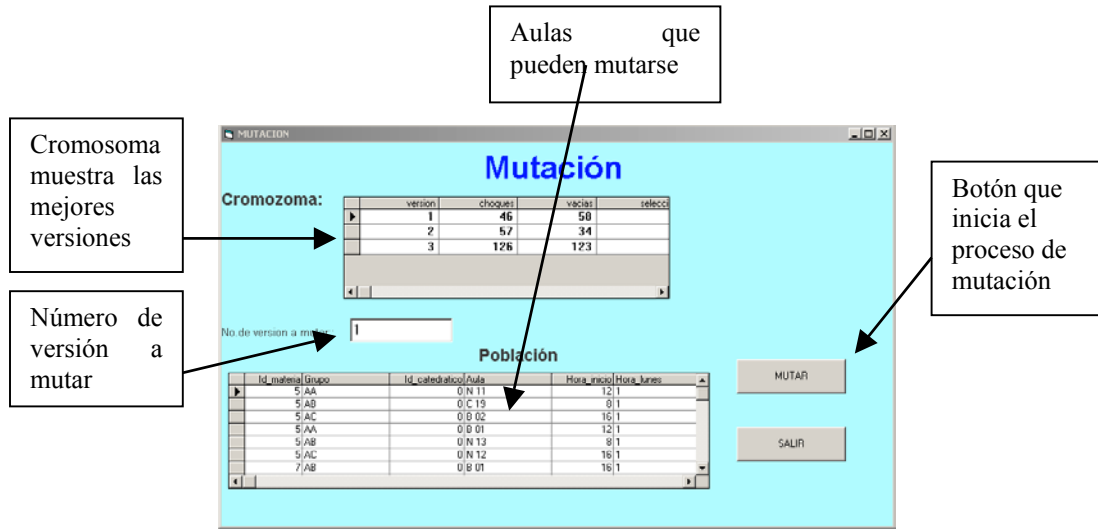 Aulas que
pueden mutarse
Cromosoma
muestra las
mejores
versiones
Número de
versión a
mutar
Botón que
inicia el
proceso de
mutación
MUTACION
Mutación
Cromozoma:
version choques vacias selecci
1 46 58
2 57 34
3 126 123
No.de version a mutar:
1
Población
Id_materia Grupo Id_catedratico Aula Hora_inicio Hora_lunes
5 AA 0 N 11 12 1
5 AB 0 C 19 8 1
5 AC 0 B 02 16 1
5 AA 0 B 01 12 1
5 AB 0 N 13 8 1
5 AC 0 N 12 16 1
7 AB 0 B 01 16 1
MUTAR
SALIR